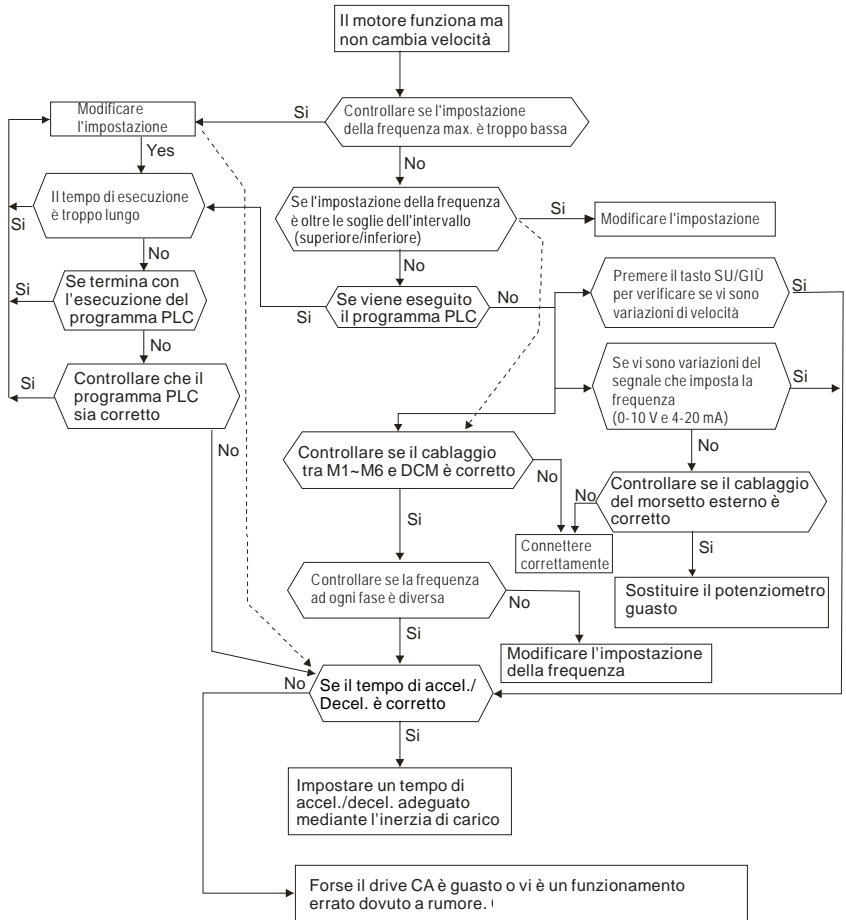 Il motore funziona ma
non cambia velocità
Modificare
l'impostazione
Si
Controllare se l'impostazione
della frequenza max. è troppo bassa
Yes
No
Il tempo di esecuzione
è troppo lungo
Se l'impostazione della frequenza
è oltre le soglie dell'intervallo
(superiore/inferiore)
Si
Modificare l'impostazione
Si
No
No
Se termina con
l'esecuzione del
programma PLC
Si
Se viene eseguito
il programma PLC
Si
No
Premere il tasto SU/GIÙ
per verificare se vi sono
variazioni di velocità
Si
No
Controllare che il
programma PLC
sia corretto
Si
Se vi sono variazioni del
segnale che imposta la
frequenza
(0-10 V e 4-20 mA)
Si
No
No
Controllare se il cablaggio
tra M1~M6 e DCM è corretto
No
Controllare se il cablaggio
del morsetto esterno è
corretto
No
Si
Connettere
correttamente
Si
Sostituire il potenziometro
guasto
Controllare se la frequenza
ad ogni fase è diversa
No
Si
Modificare l'impostazione
della frequenza
Se il tempo di accel./
Decel. è corretto
No
Si
Impostare un tempo di
accel./decel. adeguato
mediante l'inerzia di carico
Forse il drive CA è guasto o vi è un funzionamento
errato dovuto a rumore. (